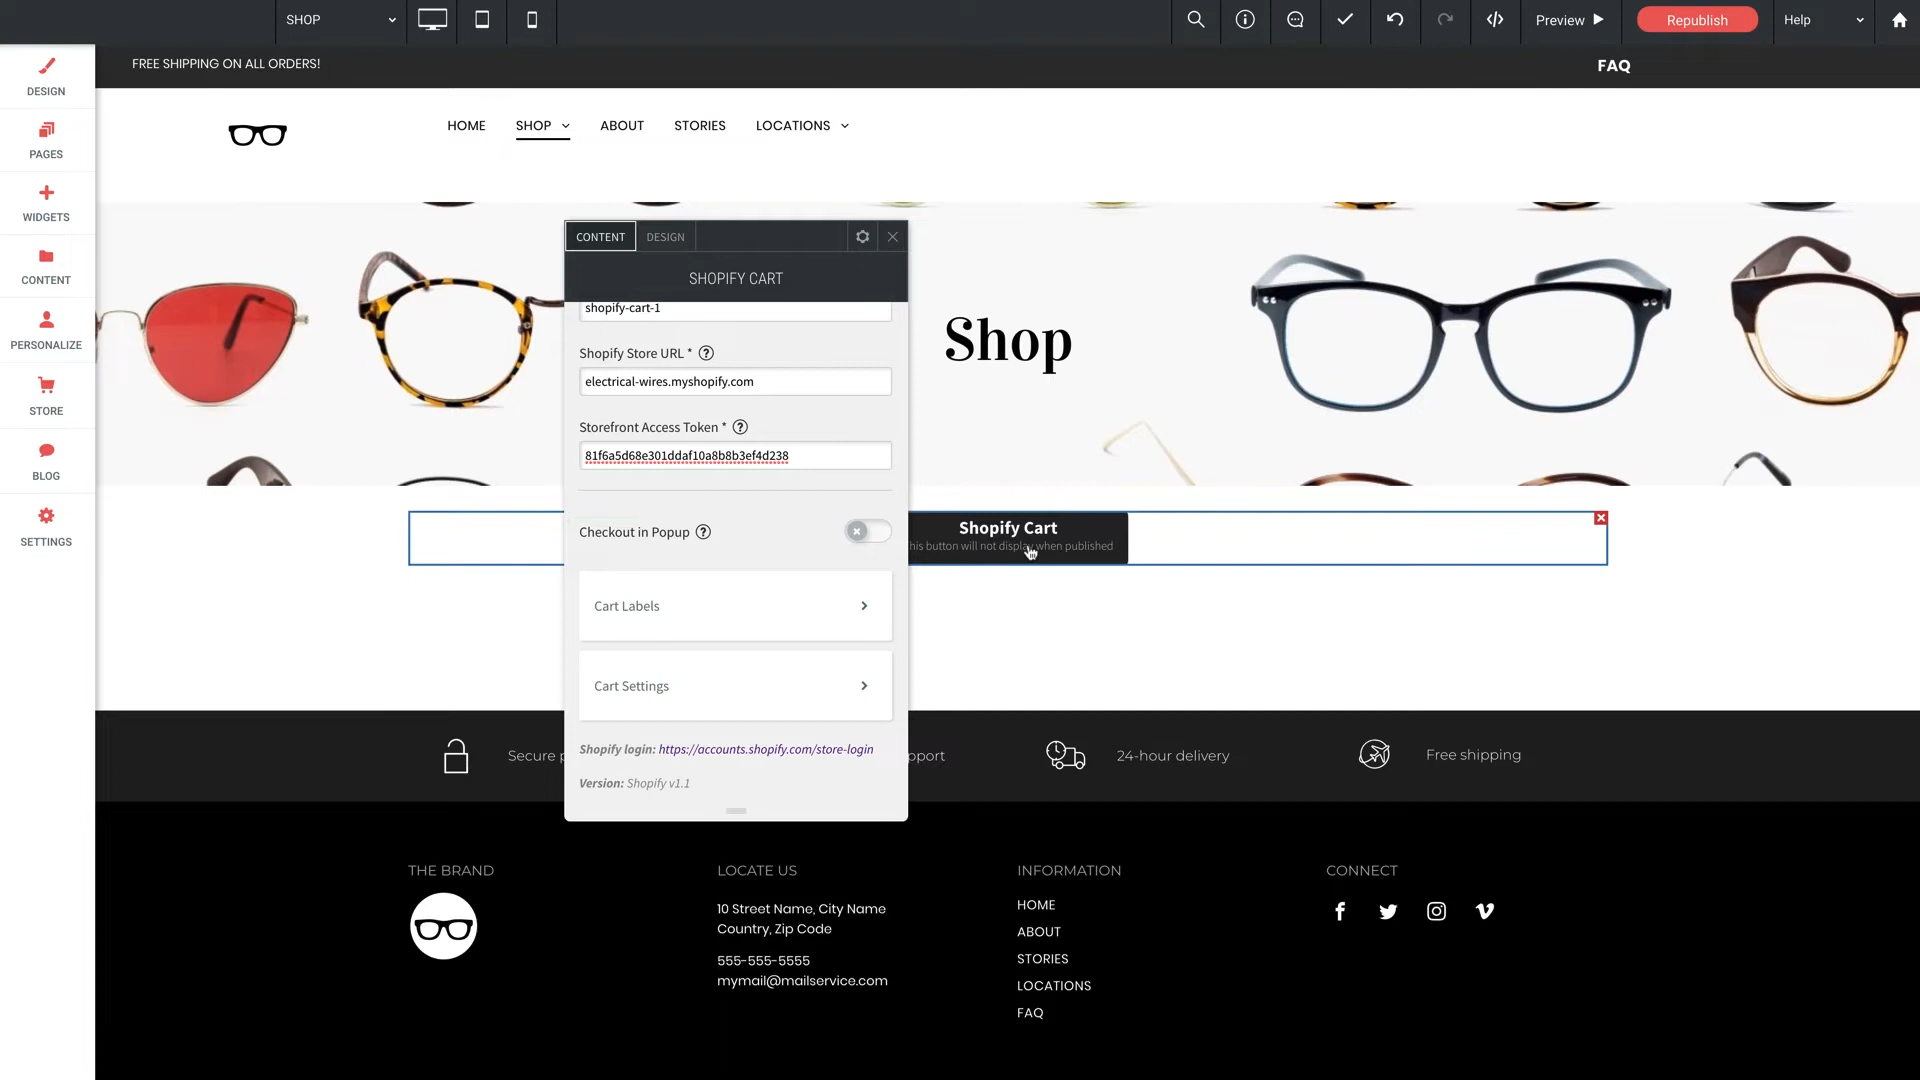 SHOP
Preview
Republish
Help
DESIGN
PAGES
WIDGETS
CONTENT
PERSONALIZE
STORE
BLOG
SETTINGS
FREE SHIPPING ON ALL ORDERS!
FAQ
HOME
SHOP
ABOUT
STORIES
LOCATIONS
Shop
CONTENT
DESIGN
SHOPIFY CART
shopify-cart-1
Shopify Store URL *
electrical-wires.myshopify.com
Storefront Access Token *
81f6a5d68e301ddaf10a8b8b3ef4d238
Checkout in Popup
Cart Labels
Cart Settings
Shopify login: https://accounts.shopify.com/store-login
Version: Shopify v1.1
Shopify Cart
his button will not display when published
Secure p
pport
24-hour delivery
Free shipping
THE BRAND
LOCATE US
10 Street Name, City Name
Country, Zip Code
555-555-5555
mymail@mailservice.com
INFORMATION
HOME
ABOUT
STORIES
LOCATIONS
FAQ
CONNECT